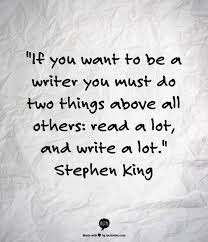 "If you want to be a
writer you must do
two things above all
others: read a lot,
and write a lot."
Stephen King